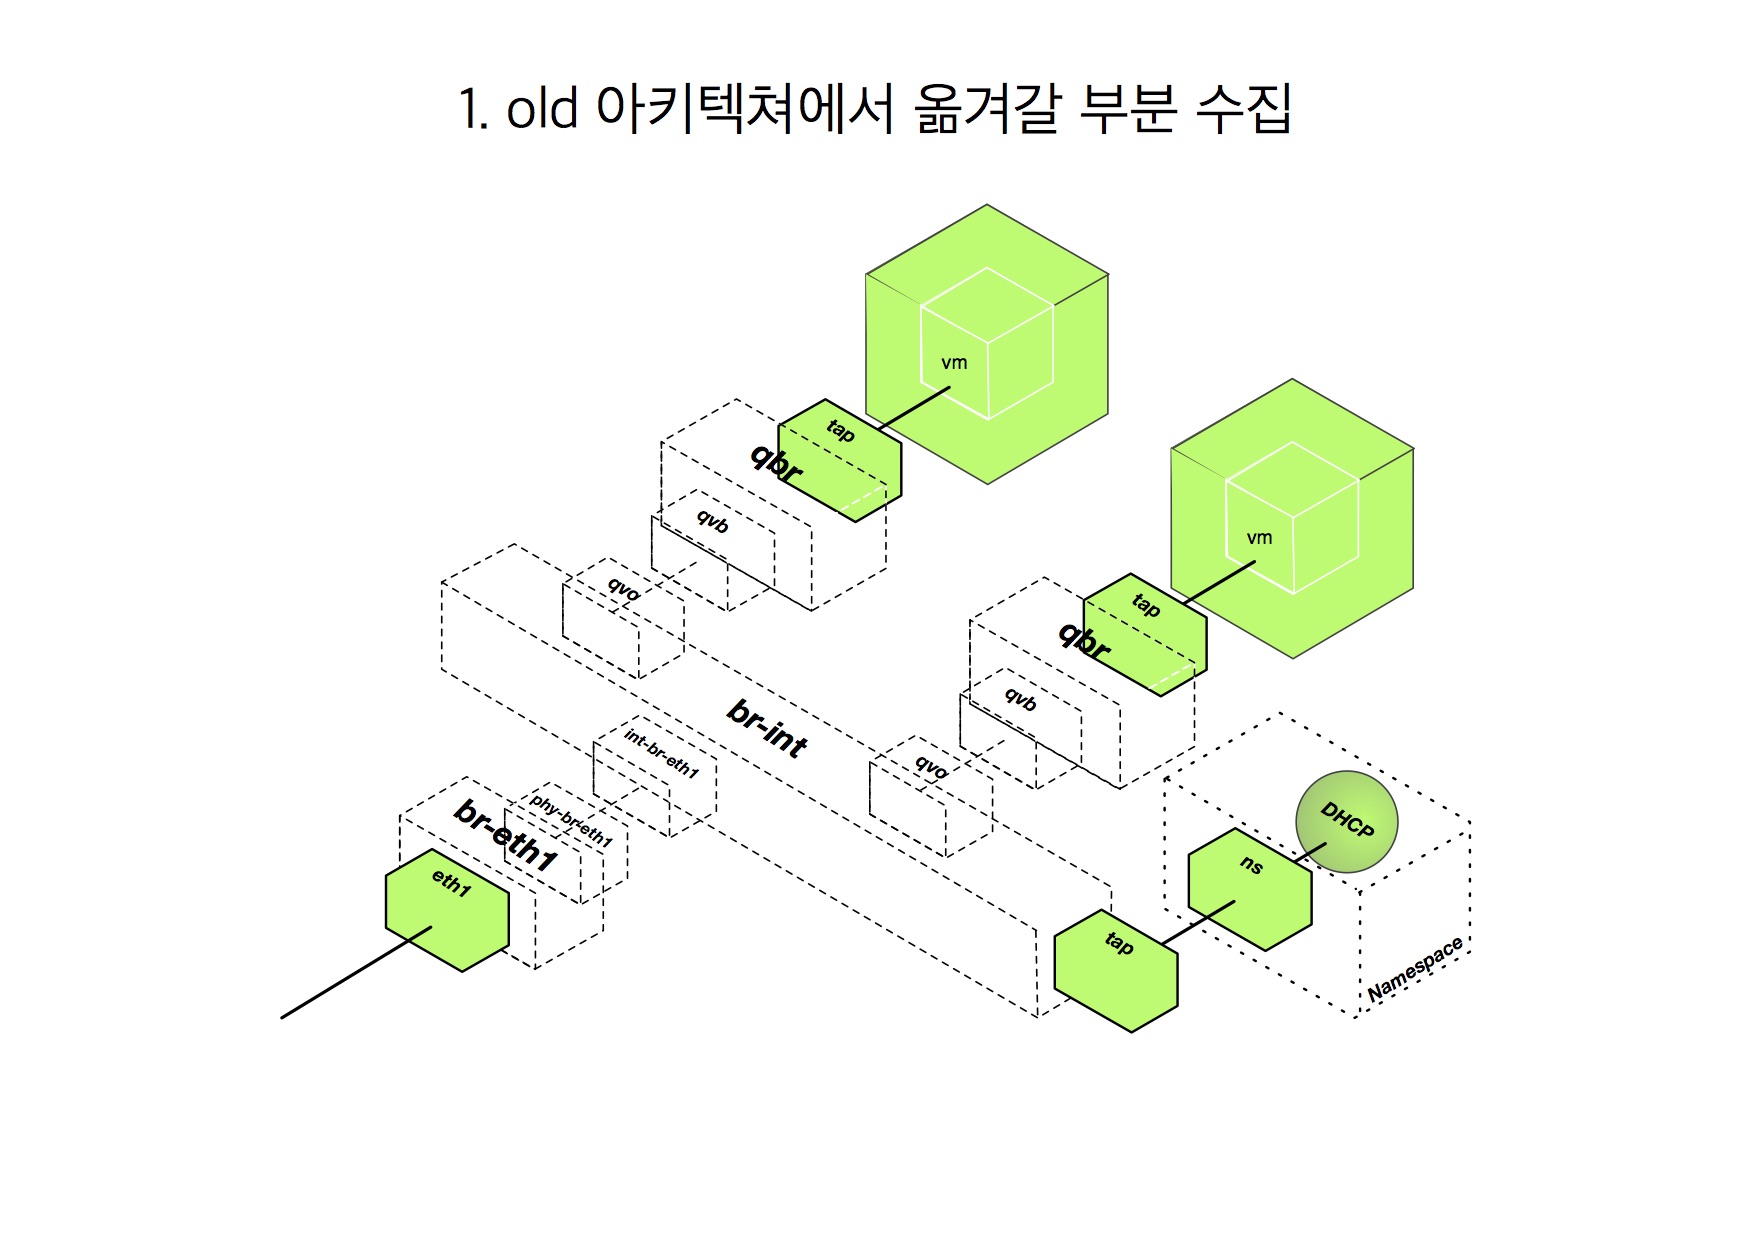 1. old 아키텍쳐에서 옮겨갈 부분 수집
vm
tap
qbr
qvb
qvo
vm
tap
qbr
qvb
qvo
br-int
int-br-eth1
phy-br-eth1
br-eth1
eth1
DHCP
ns
tap
Namespace